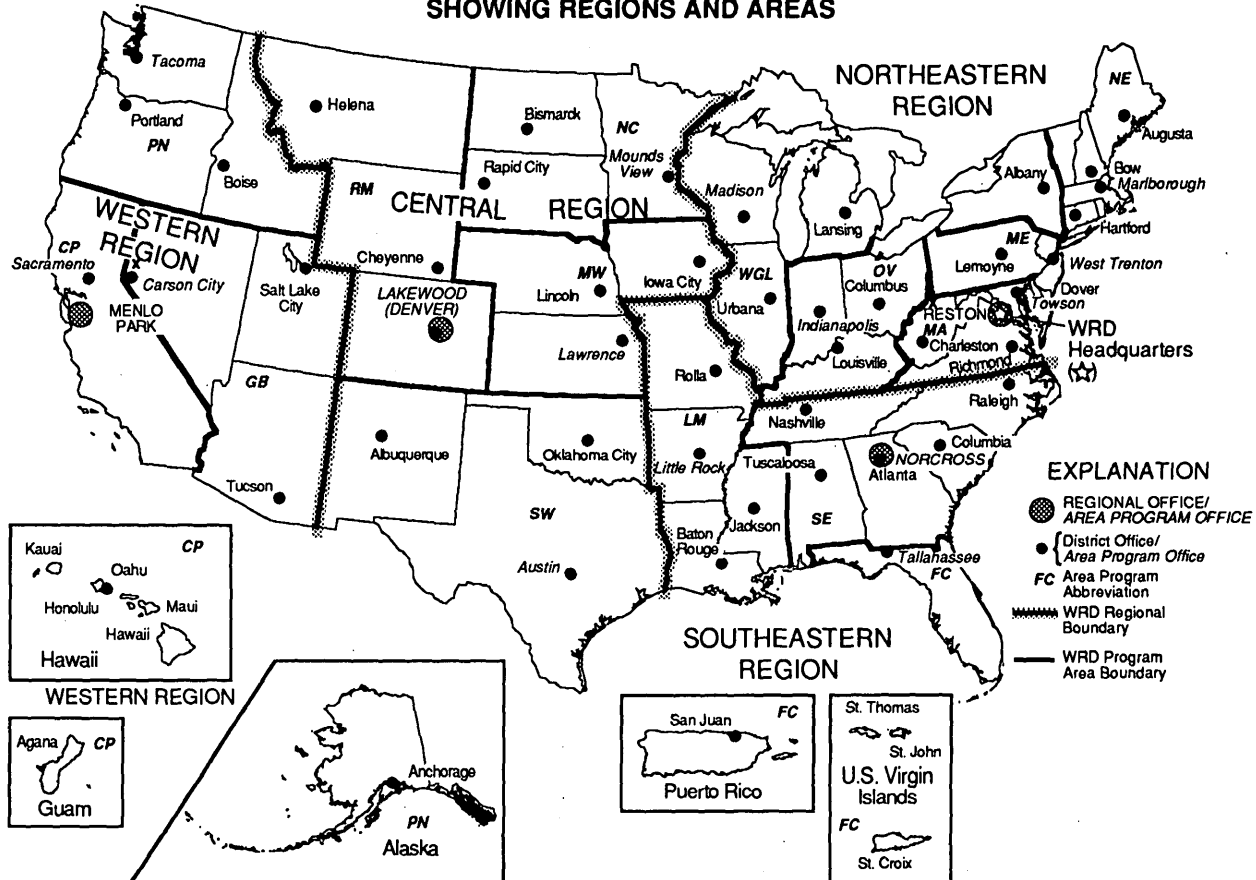 SHOWING REGIONS AND AREAS
NORTHEASTERN
REGION
NE
Augusta
Tacoma
Portland
PN
Boise
Helena
Bismarck
NC
Mounds
View
Rapid City
RM
CENTRAL REGION
Cheyenne
Madison
Lansing
Albany
Bow
Marlborough
Hartford
WESTERN
REGION
CP
Sacramento
Carson City
MENLO
PARK
Salt Lake
City
LAKEWOOD
(DENVER)
MW
Lincoln
Iowa City
WGL
Urbana
OV
Columbus
Indianapolis
Louisville
ME
Lemoyne
West Trenton
Dover
Towson
RESTON
MA
Charleston
Richmond
WRD
Headquarters
(☆)
Lawrence
Rolla
GB
Raleigh
Nashville
LM
Little Rock
Albuquerque
Oklahoma City
Tuscaloosa
Columbia
NORCROSS
Atlanta
Tucson
SW
Austin
Jackson
Baton
Rouge
SE
Tallahassee
FC
EXPLANATION
REGIONAL OFFICE/
AREA PROGRAM OFFICE
District Office/
Area Program Office
FC Area Program
Abbreviation
WRD Regional
Boundary
WRD Program
Area Boundary
SOUTHEASTERN
REGION
Kauai
CP
Oahu
Honolulu
Maui
Hawaii
Hawaii
WESTERN REGION
Agana
CP
Guam
Anchorage
PN
Alaska
San Juan
FC
Puerto Rico
St. Thomas
St. John
U.S. Virgin
Islands
FC
St. Croix